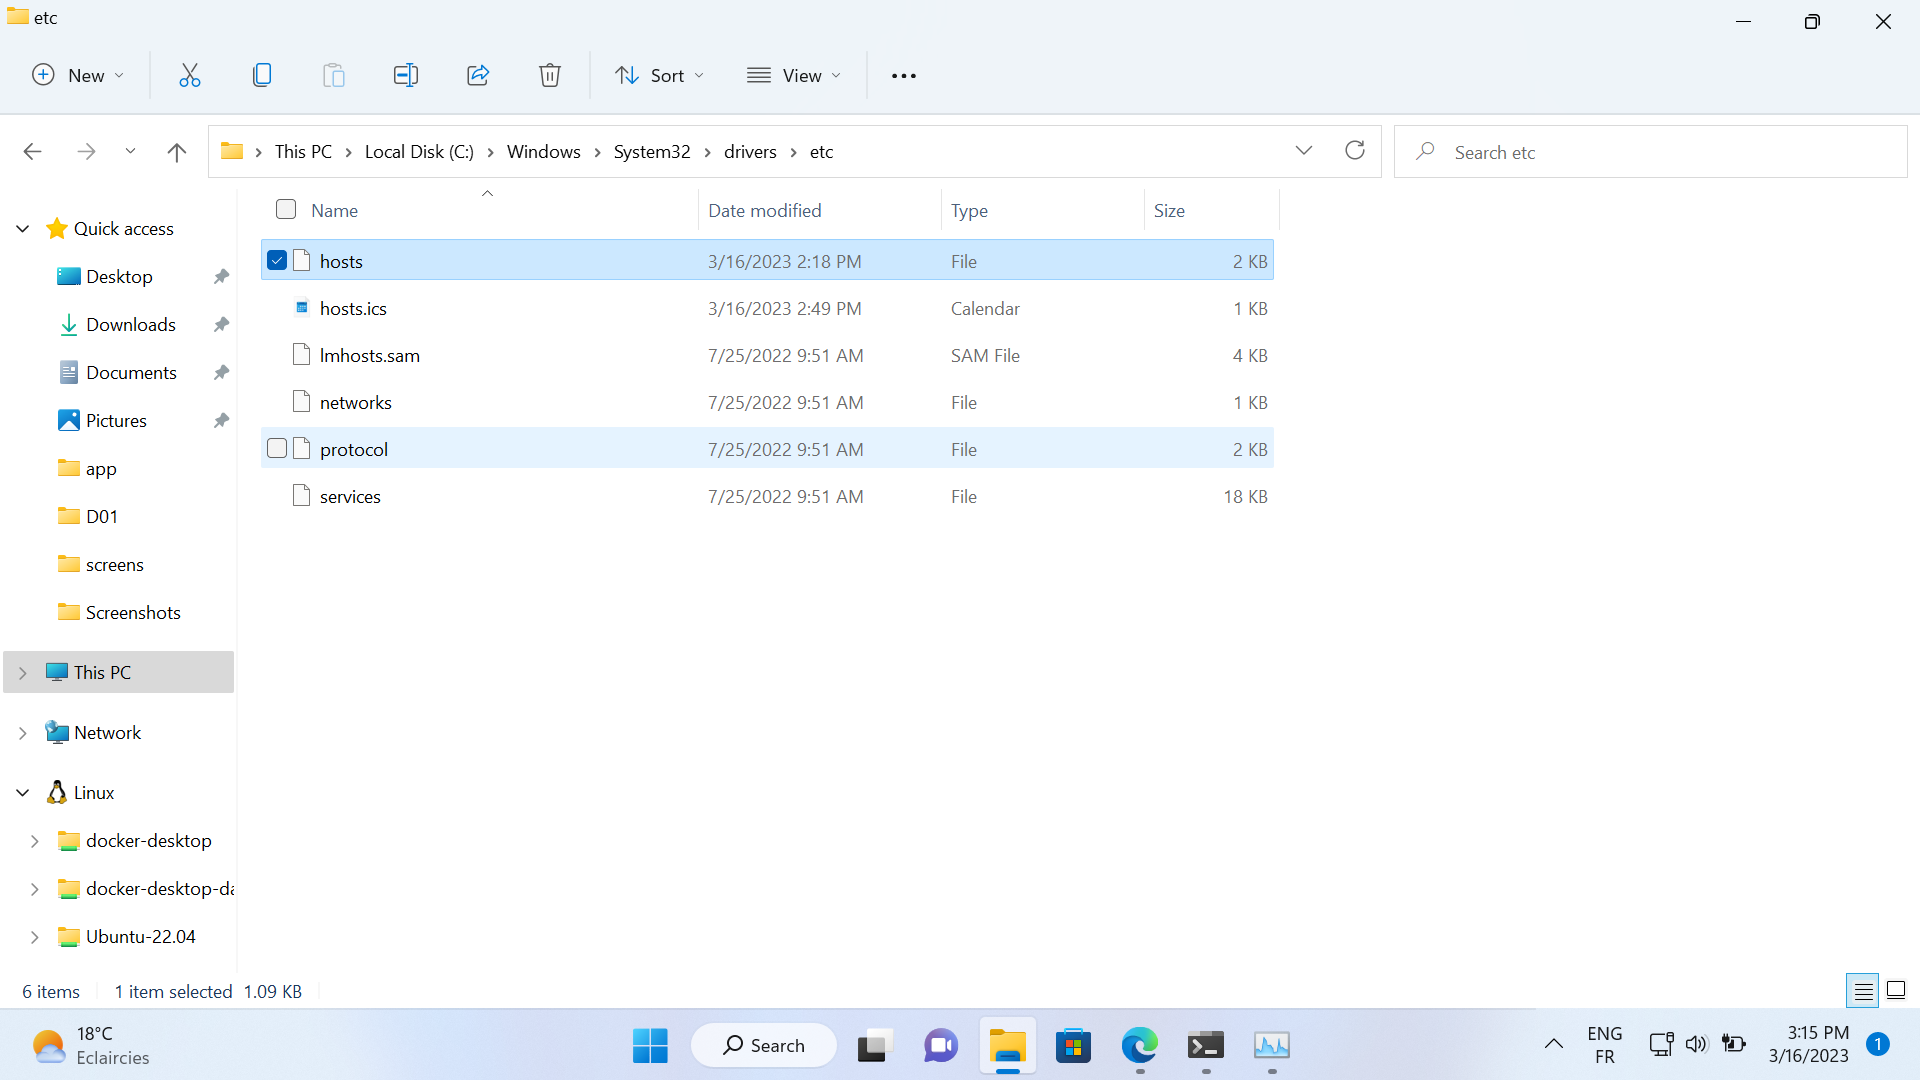 etc
New
Sort
View
This PC
Local Disk (C:)
Windows
System32
drivers
etc
Search etc
Name
Date modified
Type
Size
Quick access
Desktop
Downloads
Documents
Pictures
app
D01
screens
Screenshots
This PC
Network
Linux
docker-desktop
docker-desktop-da
Ubuntu-22.04
hosts 3/16/2023 2:18 PM File 2 KB
hosts.ics 3/16/2023 2:49 PM Calendar 1 KB
lmhosts.sam 7/25/2022 9:51 AM SAM File 4 KB
networks 7/25/2022 9:51 AM File 1 KB
protocol 7/25/2022 9:51 AM File 2 KB
services 7/25/2022 9:51 AM File 18 KB
6 items 1 item selected 1.09 KB
18°C
Eclaircies
Search
ENG
FR
3:15 PM
3/16/2023
1